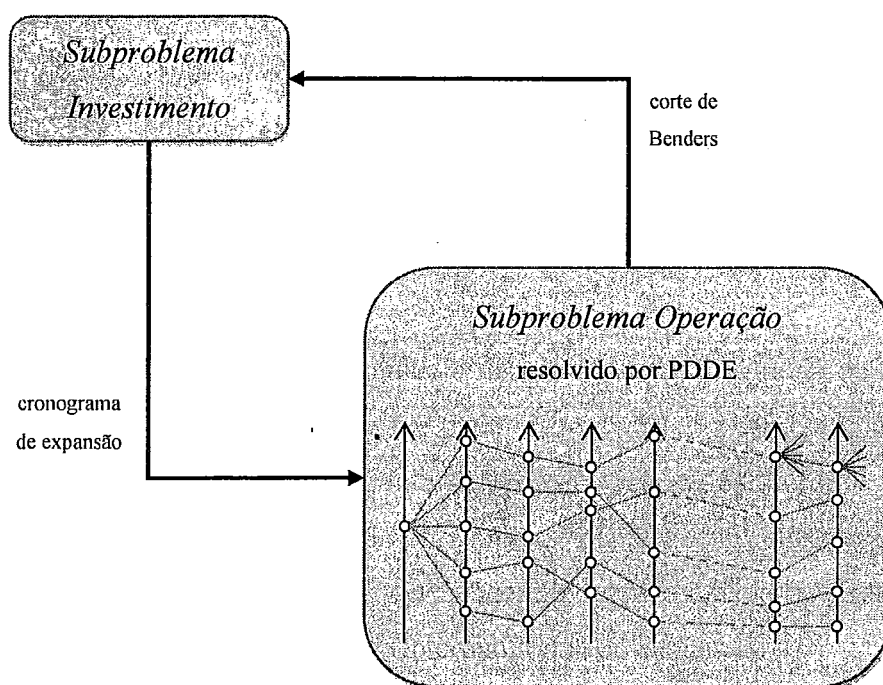 Subproblema
Investimento
corte de
Benders
Subproblema Operação
resolvido por PDDE
cronograma
de expansão